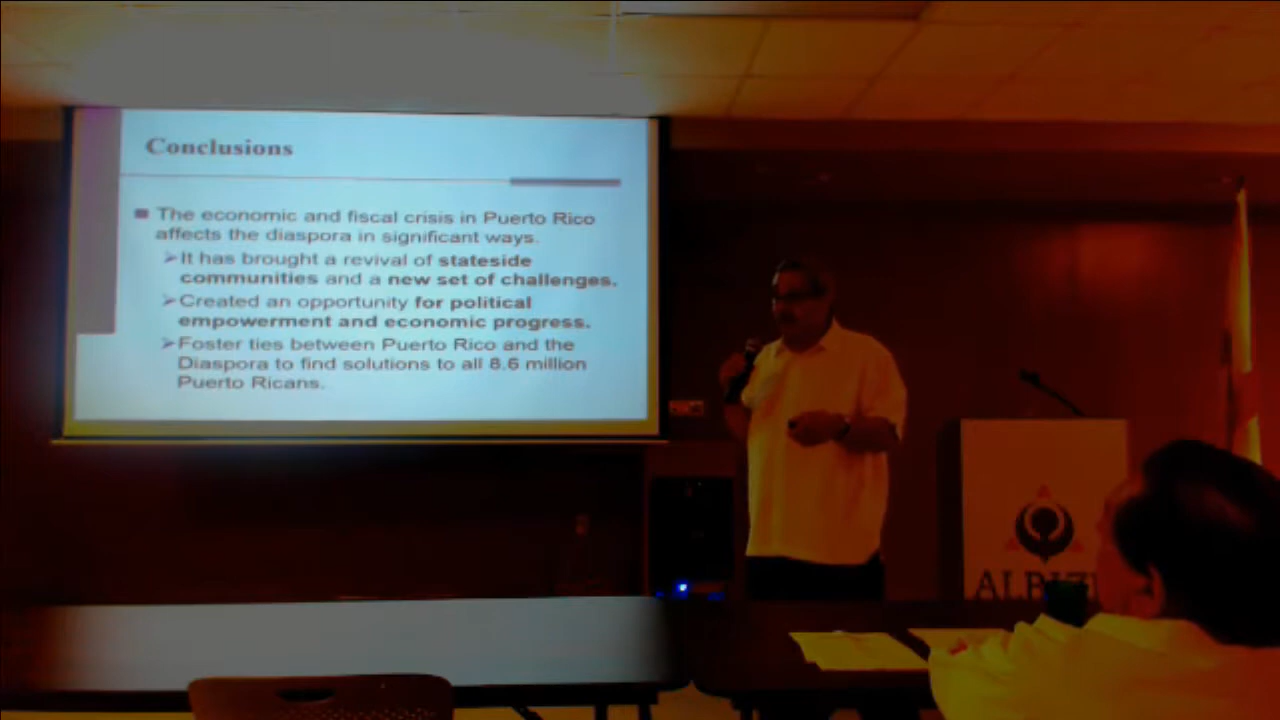 Conclusions
The economic and fiscal crisis in Puerto Rico
affects the diaspora in significant ways.
It has brought a revival of stateside
communities and a new set of challenges.
Created an opportunity for political
empowerment and economic progress.
Foster ties between Puerto Rico and the
Diaspora to find solutions to all 8.6 million
Puerto Ricans.